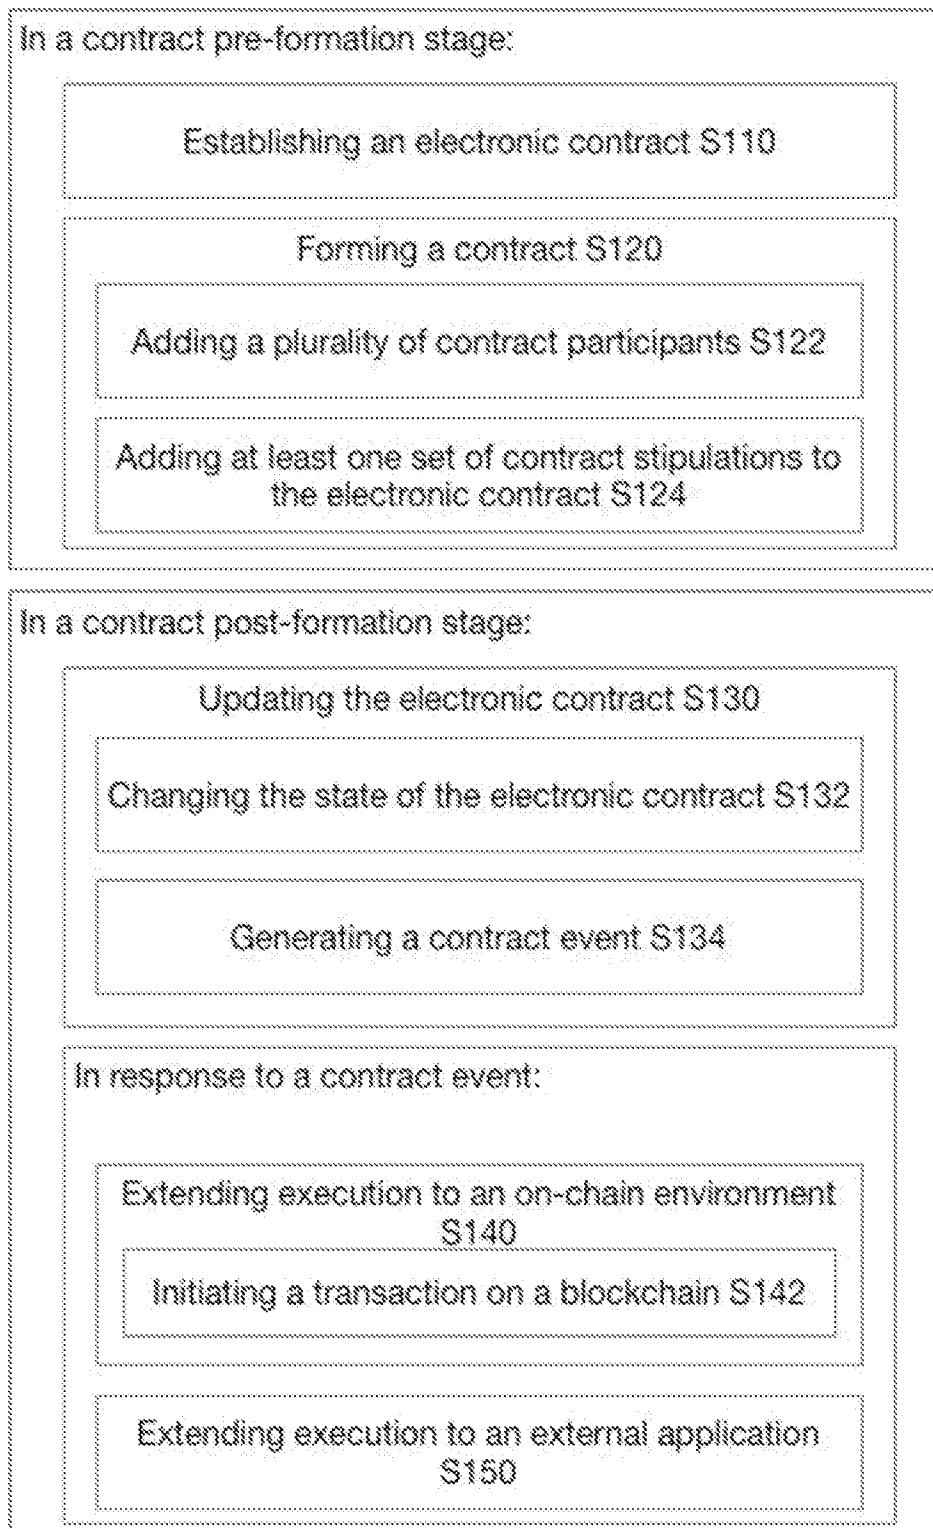 In a contract pre-formation stage:
Establishing an electronic contract S110
Forming a contract S120
Adding a plurality of contract participants S122
Adding at least one set of contract stipulations to
the electronic contract S124
In a contract post-formation stage:
Updating the electronic contract S130
Changing the state of the electronic contract S132
Generating a contract event S134
In response to a contract event:
Extending execution to an on-chain environment
S140
Initiating a transaction on a blockchain S142
Extending execution to an external application
S150